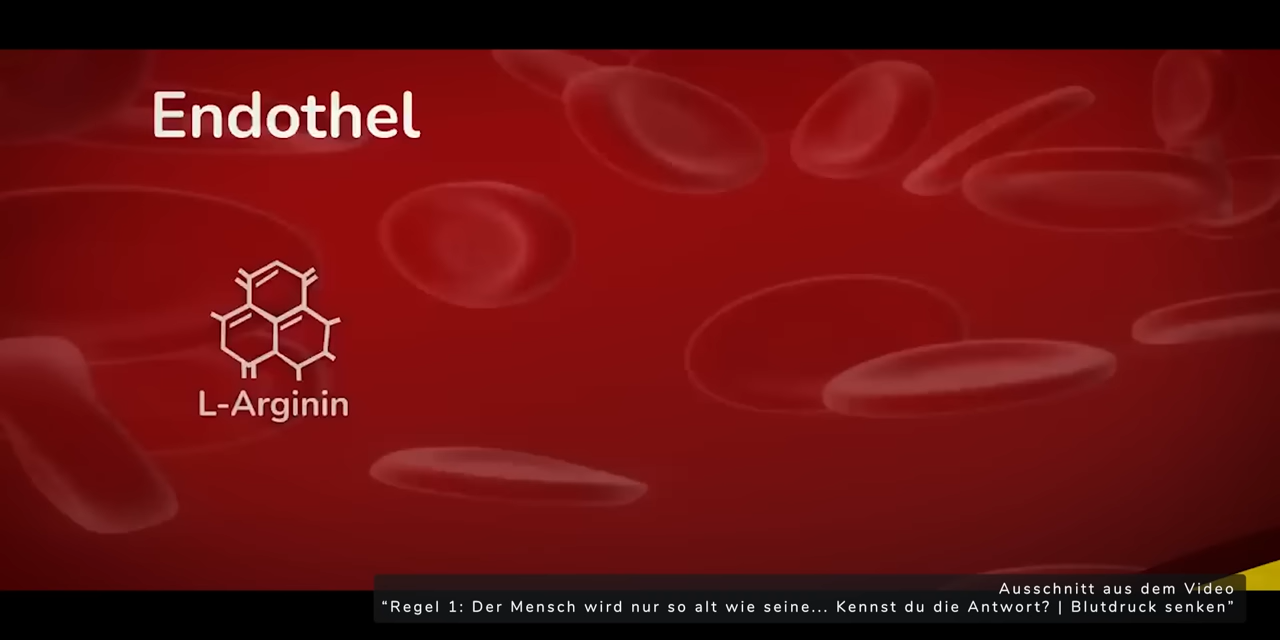 Endothel
L-Arginin
Ausschnitt aus dem Video
“Regel 1: Der Mensch wird nur so alt wie seine... Kennst du die Antwort? | Blutdruck senken”